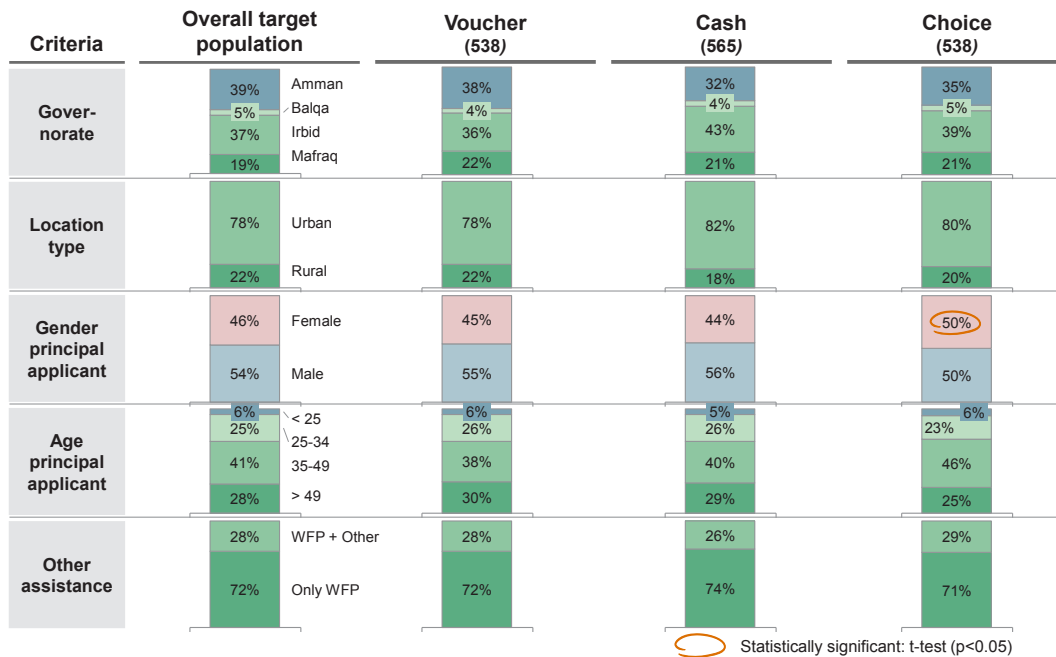 Criteria
Overall target
population
Voucher
(538)
Cash
(565)
Choice
(538)
Gover-
norate
39%
5%
37%
19%
Amman
Balqa
Irbid
Mafraq
38%
4%
36%
22%
32%
4%
43%
21%
35%
5%
39%
21%
Location
type
78%
22%
Urban
Rural
78%
22%
82%
18%
80%
20%
Gender
principal
applicant
46%
54%
Female
Male
45%
55%
44%
56%
50%
50%
Age
principal
applicant
6%
25%
41%
28%
< 25
25-34
35-49
> 49
6%
26%
38%
30%
5%
26%
40%
29%
6%
23%
46%
25%
Other
assistance
28%
72%
WFP + Other
Only WFP
28%
72%
26%
74%
29%
71%
Statistically significant: t-test (p<0.05)